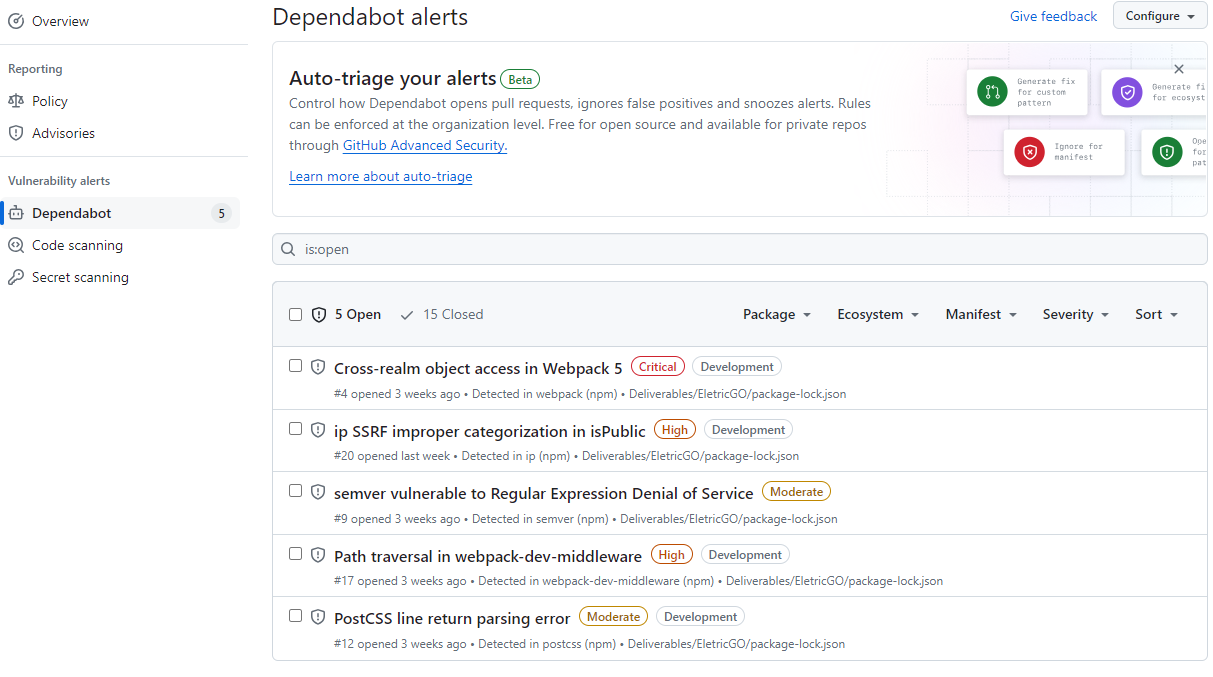 Overview
Reporting
Policy
Advisories
Vulnerability alerts
Dependabot 5
Code scanning
Secret scanning
Dependabot alerts
Give feedback
Configure
Auto-triage your alerts Beta
Control how Dependabot opens pull requests, ignores false positives and snoozes alerts. Rules
can be enforced at the organization level. Free for open source and available for private repos
through GitHub Advanced Security.
Learn more about auto-triage
Generate fix
for custom
pattern
Generate fi
for ecosyst
Ignore for
manifest
Ope
for
pat
is:open
5 Open 15 Closed Package Ecosystem Manifest Severity Sort
Cross-realm object access in Webpack 5 Critical Development
#4 opened 3 weeks ago • Detected in webpack (npm) • Deliverables/EletricGO/package-lock.json
ip SSRF improper categorization in isPublic High Development
#20 opened last week • Detected in ip (npm) • Deliverables/EletricGO/package-lock.json
semver vulnerable to Regular Expression Denial of Service Moderate
#9 opened 3 weeks ago • Detected in semver (npm) • Deliverables/EletricGO/package-lock.json
Path traversal in webpack-dev-middleware High Development
#17 opened 3 weeks ago • Detected in webpack-dev-middleware (npm) • Deliverables/EletricGO/package-lock.json
PostCSS line return parsing error Moderate Development
#12 opened 3 weeks ago • Detected in postcss (npm) • Deliverables/EletricGO/package-lock.json